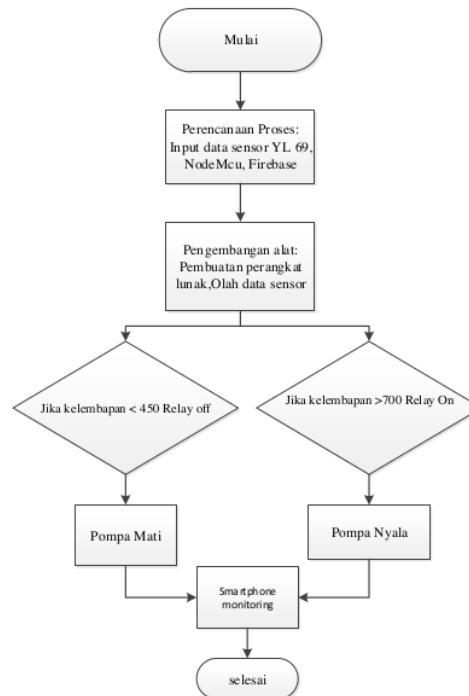 Mulai
Perencanaan Proses:
Input data sensor YL 69,
NodeMcu, Firebase
Pengembangan alat:
Pembuatan perangkat
lunak,Olah data sensor
Jika kelembapan < 450 Relay off
Jika kelembapan >700 Relay On
Pompa Mati
Pompa Nyala
Smartphone
monitoring
selesai